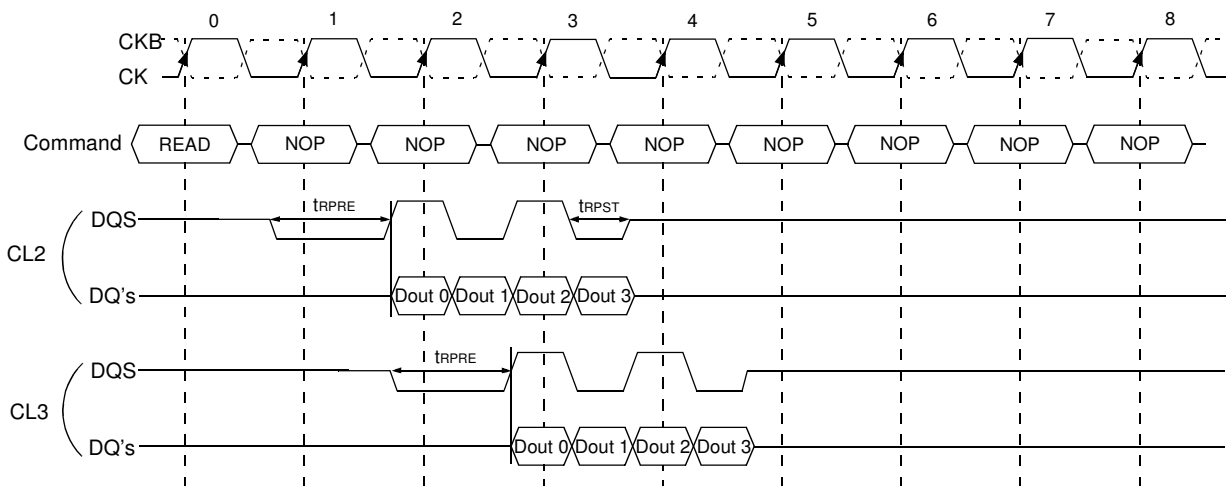 0 1 2 3 4 5 6 7 8
CKB
CK
Command READ NOP NOP NOP NOP NOP NOP NOP NOP
tRPRE tRPST
DQS
CL2
DQ's Dout 0 Dout 1 Dout 2 Dout 3
tRPRE
DQS
CL3
DQ's Dout 0 Dout 1 Dout 2 Dout 3